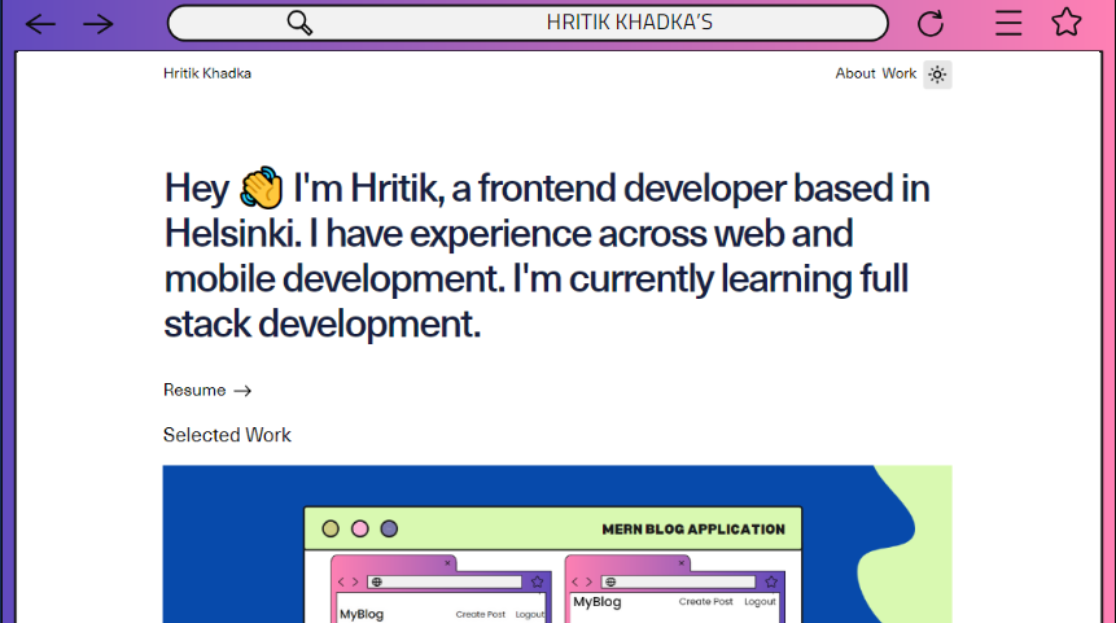 HRITIK KHADKA'S
Hritik Khadka
About Work
Hey 👋 I'm Hritik, a frontend developer based in
Helsinki. I have experience across web and
mobile development. I'm currently learning full
stack development.
Resume →
Selected Work
MERN BLOG APPLICATION
MyBlog
Create Post Logout
MyBlog
Create Post Logout